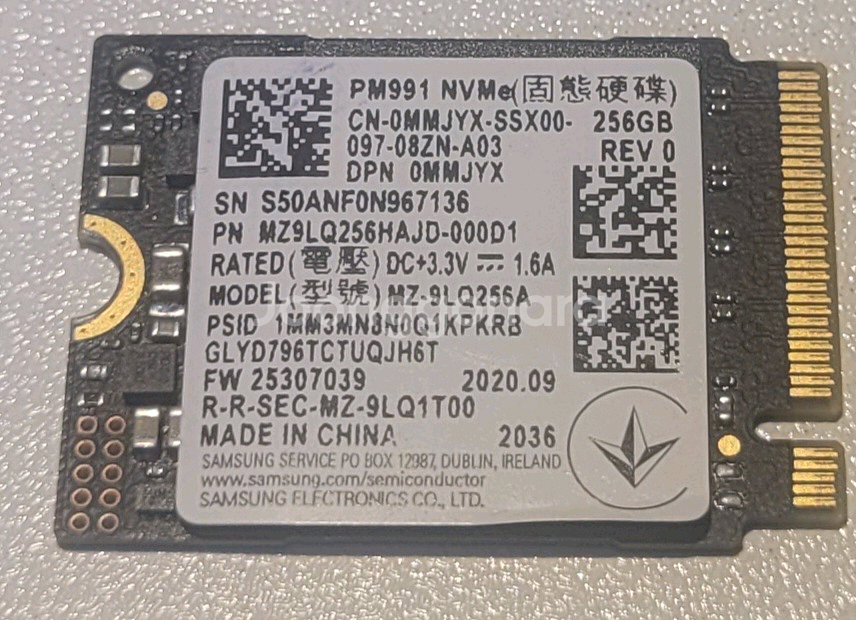 PM991 NVMe(固態硬碟)
CN-0MMJYX-SSX00- 256GB
097-08ZN-A03 REV 0
DPN 0MMJYX
SN S50ANF0N967136
PN MZ9LQ256HAJD-000D1
RATED(電壓) DC+3.3V ⎓ 1.6A
MODEL(型號) MZ-9LQ256A
PSID 1MM3MN8N0Q1KPKRB
GLYD796TCTUQJH6T
FW 25307039 2020.09
R-R-SEC-MZ-9LQ1T00
MADE IN CHINA 2036
SAMSUNG SERVICE PO BOX 12987, DUBLIN, IRELAND
www.samsung.com/semiconductor
SAMSUNG ELECTRONICS CO., LTD.